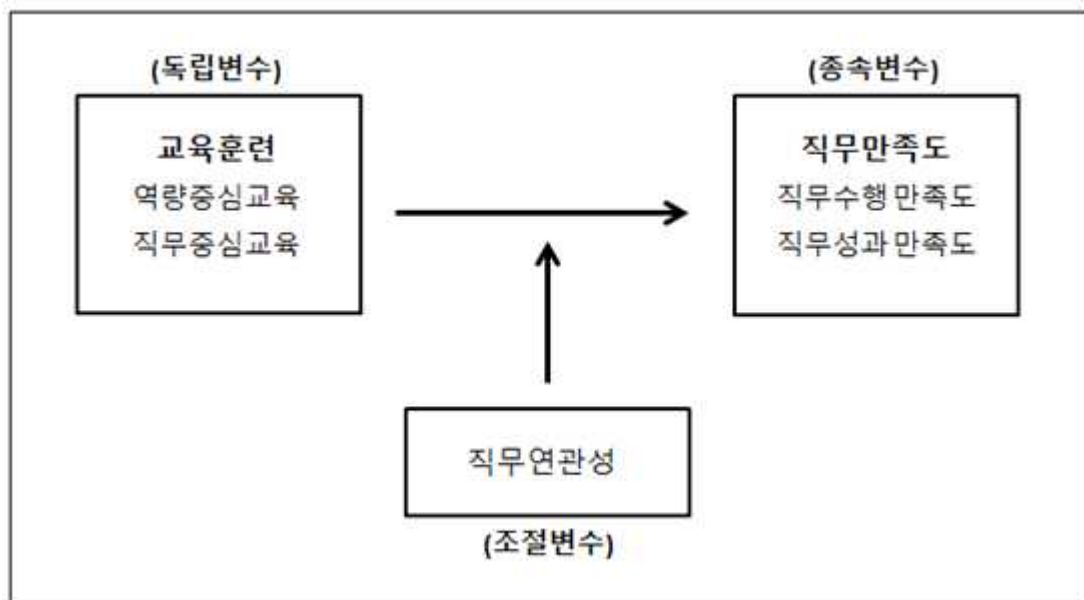 (독립변수)
교육훈련
역량중심교육
직무중심교육
(종속변수)
직무만족도
직무수행 만족도
직무성과 만족도
직무연관성
(조절변수)